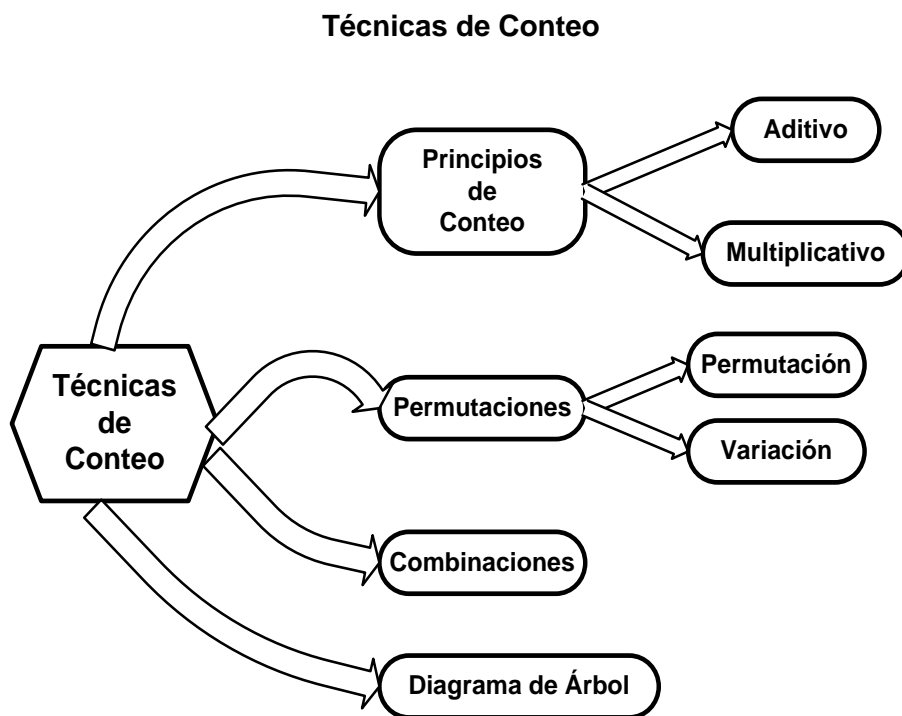 Técnicas de Conteo
Principios
de
Conteo
Aditivo
Multiplicativo
Técnicas
de
Conteo
Permutaciones
Permutación
Variación
Combinaciones
Diagrama de Árbol